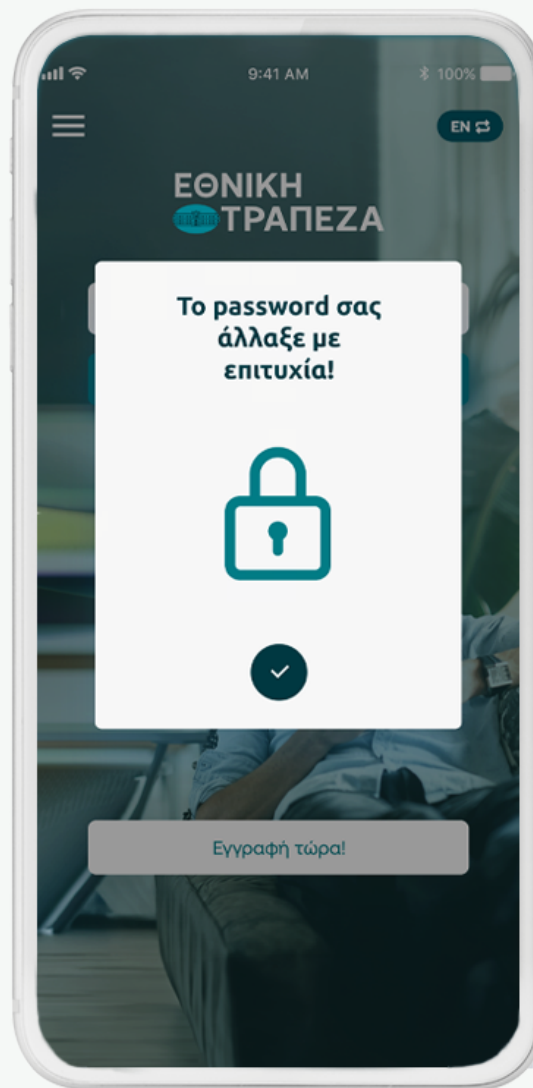 9:41 AM
100%
EN
ΕΘΝΙΚΗ
ΤΡΑΠΕΖΑ
Το password σας
άλλαξε με
επιτυχία!
Εγγραφή τώρα!